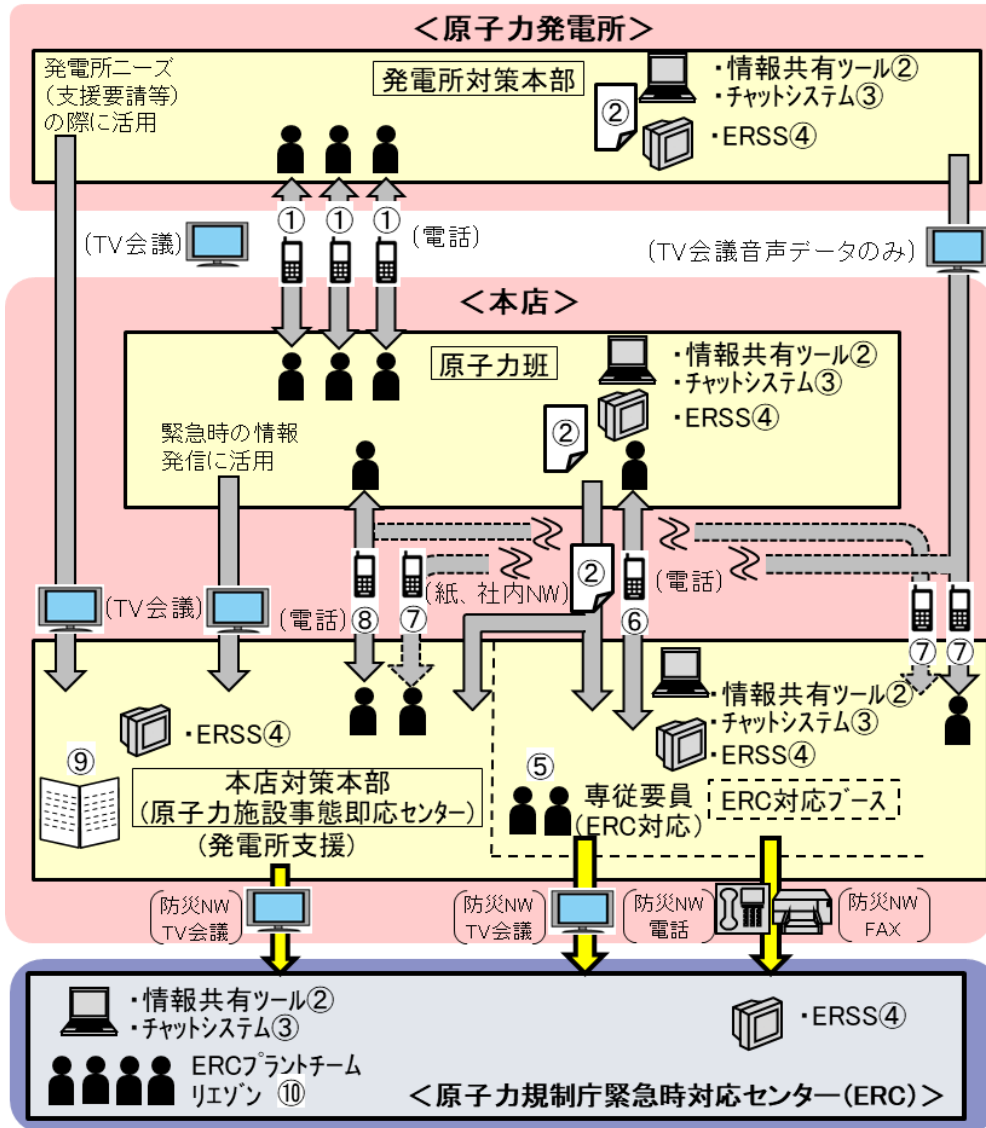 ＜原子力発電所＞
発電所ニーズ
（支援要請等）
の際に活用
発電所対策本部
・情報共有ツール②
・チャットシステム③
②
・ERSS④
① ① ①
(TV会議)
(電話)
(TV会議音声データのみ)
＜本店＞
原子力班
・情報共有ツール②
・チャットシステム③
・ERSS④
②
緊急時の情報
発信に活用
(TV会議)
(電話)
⑧
⑦
(紙、社内NW)
②
⑥
(電話)
⑦ ⑦
・情報共有ツール②
・チャットシステム③
・ERSS④
・ERSS④
⑨
本店対策本部
(原子力施設事態即応センター)
(発電所支援)
⑤
専従要員
(ERC対応)
ERC対応ブース
防災NW
TV会議
防災NW
TV会議
防災NW
電話
防災NW
FAX
・情報共有ツール②
・チャットシステム③
・ERSS④
ERCプラントチーム
リエゾン ⑩
＜原子力規制庁緊急時対応センター(ERC)＞